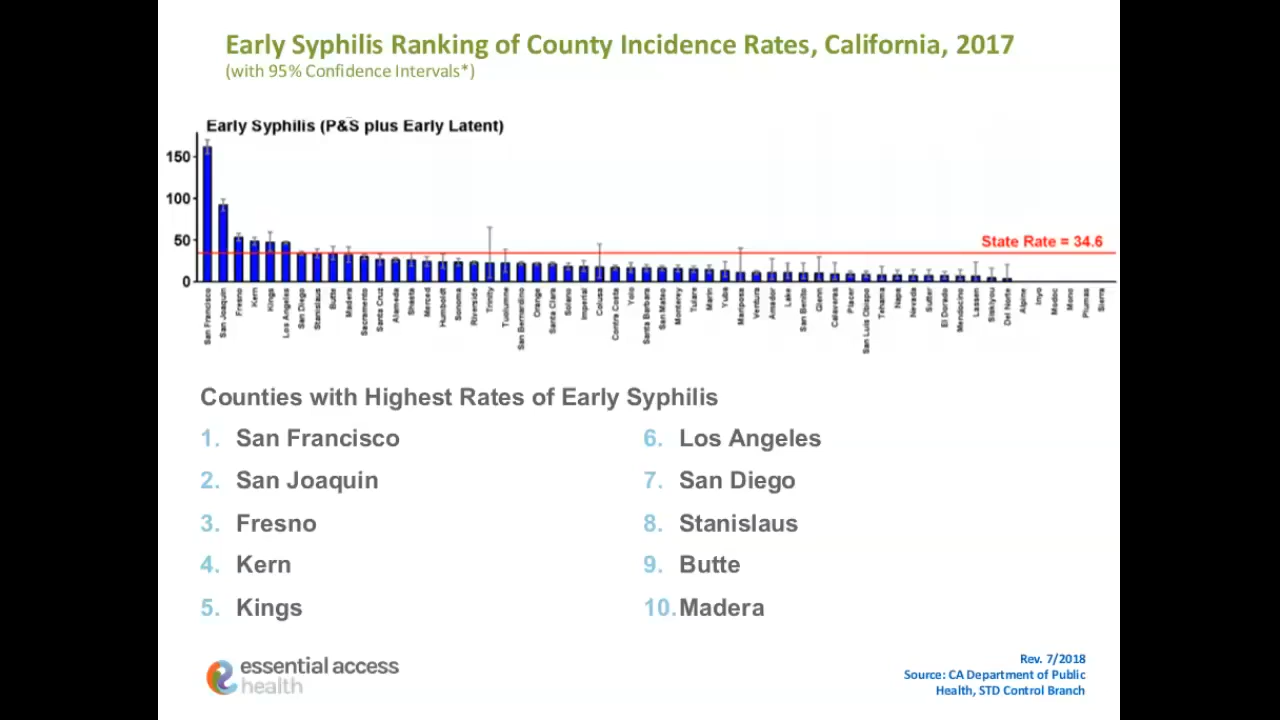 Early Syphilis Ranking of County Incidence Rates, California, 2017
(with 95% Confidence Intervals*)
Early Syphilis (P&S plus Early Latent)
150
100
50
0
State Rate = 34.6
San Francisco
San Joaquin
Fresno
Kern
Kings
Los Angeles
San Diego
Stanislaus
Butte
Madera
Sacramento
Santa Cruz
Alameda
Shasta
Merced
Humboldt
Sonoma
Riverside
Trinity
Tuolumne
San Bernardino
Orange
Santa Clara
Solano
Imperial
Colusa
Contra Costa
Yolo
Santa Barbara
San Mateo
Monterey
Tulare
Marin
Yuba
Mariposa
Ventura
Amador
Lake
San Benito
Glenn
Calaveras
Placer
San Luis Obispo
Tehama
Napa
Nevada
Sutter
El Dorado
Mendocino
Lassen
Siskiyou
Del Norte
Alpine
Inyo
Modoc
Mono
Plumas
Sierra
Counties with Highest Rates of Early Syphilis
1. San Francisco
2. San Joaquin
3. Fresno
4. Kern
5. Kings
6. Los Angeles
7. San Diego
8. Stanislaus
9. Butte
10. Madera
essential access
health
Rev. 7/2018
Source: CA Department of Public
Health, STD Control Branch